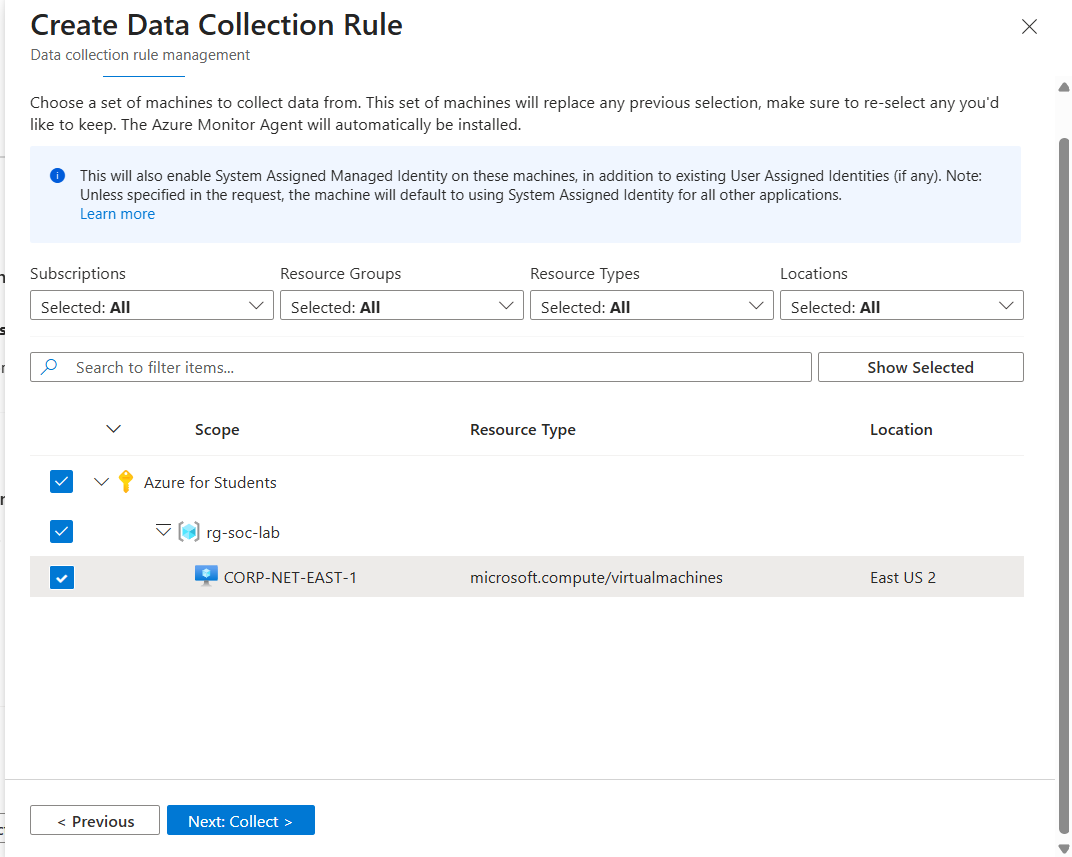 Create Data Collection Rule
Data collection rule management
Choose a set of machines to collect data from. This set of machines will replace any previous selection, make sure to re-select any you'd
like to keep. The Azure Monitor Agent will automatically be installed.
This will also enable System Assigned Managed Identity on these machines, in addition to existing User Assigned Identities (if any). Note:
Unless specified in the request, the machine will default to using System Assigned Identity for all other applications.
Learn more
Subscriptions Resource Groups Resource Types Locations
Selected: All Selected: All Selected: All Selected: All
Search to filter items... Show Selected
Scope Resource Type Location
Azure for Students
rg-soc-lab
CORP-NET-EAST-1 microsoft.compute/virtualmachines East US 2
< Previous Next: Collect >